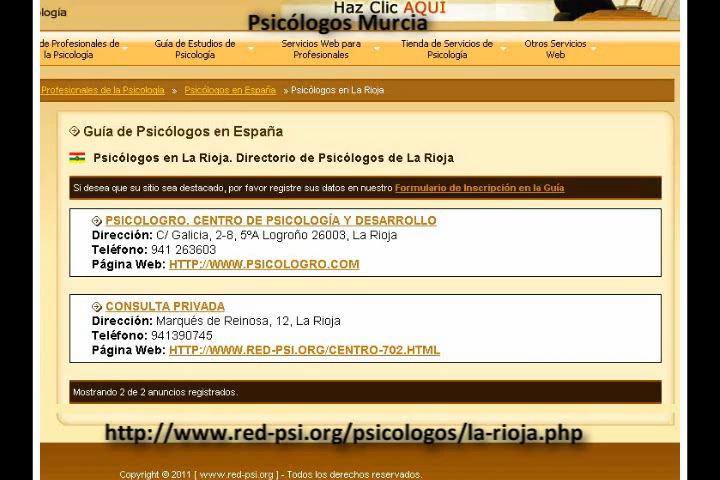 ología
Haz Clic AQUI
Psicólogos Murcia
de Profesionales de la Psicología
Guía de Estudios de Psicología
Servicios Web para Profesionales
Tienda de Servicios de Psicología
Otros Servicios Web
Profesionales de la Psicología » Psicólogos en España » Psicólogos en La Rioja
Guía de Psicólogos en España
Psicólogos en La Rioja. Directorio de Psicólogos de La Rioja
Si desea que su sitio sea destacado, por favor registre sus datos en nuestro Formulario de Inscripción en la Guía
PSICOLOGRO, CENTRO DE PSICOLOGÍA Y DESARROLLO
Dirección: C/ Galicia, 2-8, 5ºA Logroño 26003, La Rioja
Teléfono: 941 263603
Página Web: HTTP://WWW.PSICOLOGRO.COM
CONSULTA PRIVADA
Dirección: Marqués de Reinosa, 12, La Rioja
Teléfono: 941390745
Página Web: HTTP://WWW.RED-PSI.ORG/CENTRO-702.HTML
Mostrando 2 de 2 anuncios registrados.
http://www.red-psi.org/psicologos/la-rioja.php
Copyright © 2011 [ www.red-psi.org ] - Todos los derechos reservados.